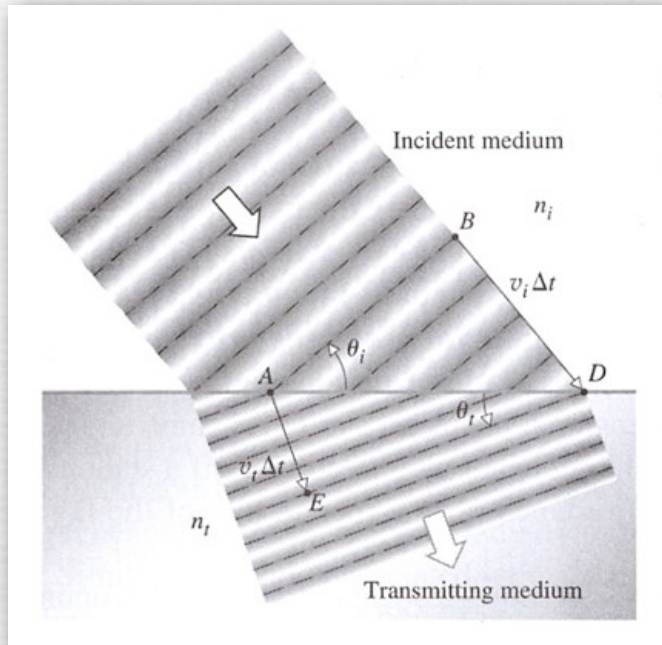 Incident medium
n_i
B
v_i Δt
θ_i
A
D
θ_t
v_t Δt
E
n_t
Transmitting medium